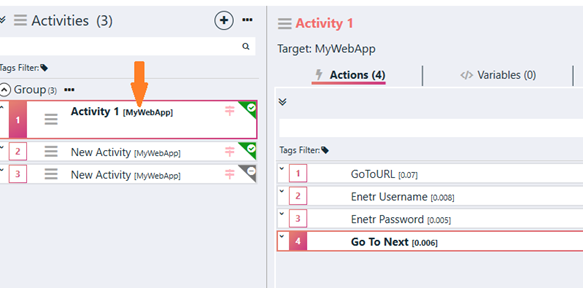 Activities (3)
Tags Filter:
Group(3)
1 Activity 1 [MyWebApp]
2 New Activity [MyWebApp]
3 New Activity [MyWebApp]
Activity 1
Target: MyWebApp
Actions (4)
</> Variables (0)
Tags Filter:
1 GoToURL [0.07]
2 Enetr Username [0.008]
3 Enetr Password [0.005]
4 Go To Next [0.006]